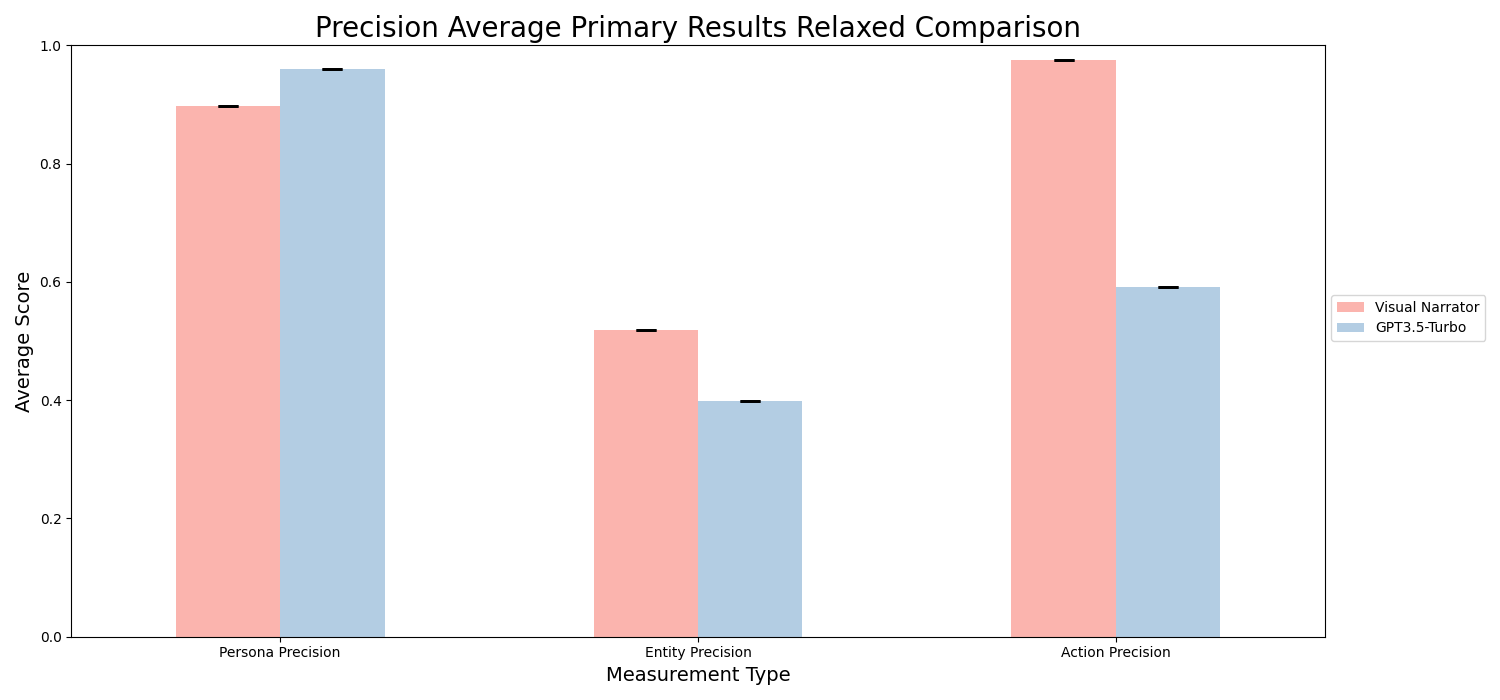 Precision Average Primary Results Relaxed Comparison
1.0
0.8
0.6
0.4
0.2
0.0
Average Score
Persona Precision
Entity Precision
Action Precision
Measurement Type
Visual Narrator
GPT3.5-Turbo